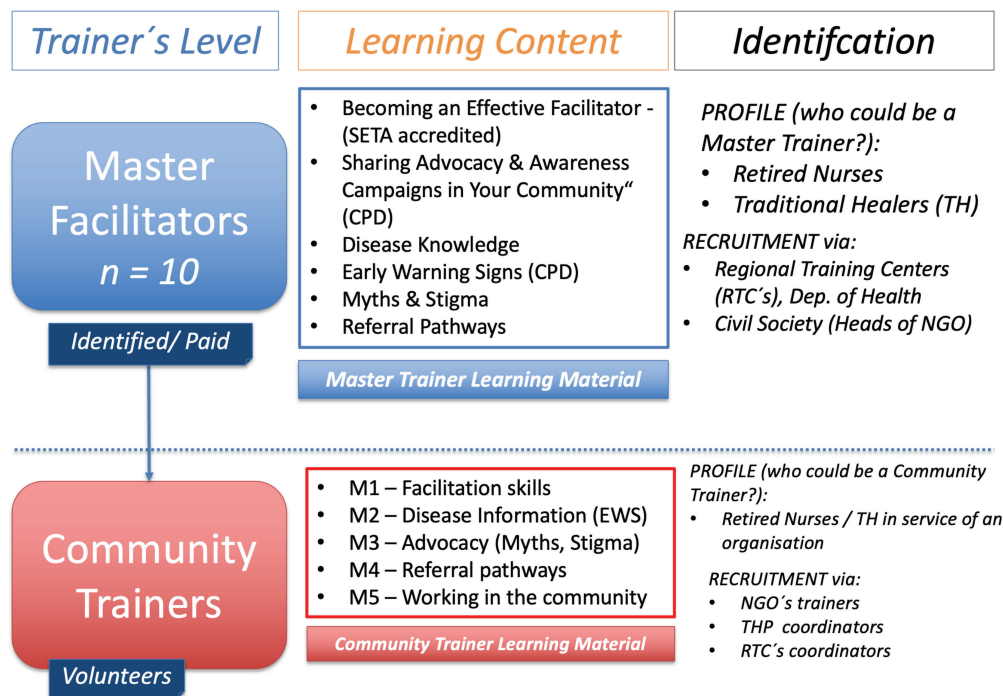 Trainer´s Level
Learning Content
Identifcation
Master
Facilitators
n = 10
Identified/ Paid
• Becoming an Effective Facilitator -
(SETA accredited)
• Sharing Advocacy & Awareness
Campaigns in Your Community“
(CPD)
• Disease Knowledge
• Early Warning Signs (CPD)
• Myths & Stigma
• Referral Pathways
Master Trainer Learning Material
PROFILE (who could be a
Master Trainer?):
• Retired Nurses
• Traditional Healers (TH)
RECRUITMENT via:
• Regional Training Centers
(RTC´s), Dep. of Health
• Civil Society (Heads of NGO)
Community
Trainers
Volunteers
• M1 – Facilitation skills
• M2 – Disease Information (EWS)
• M3 – Advocacy (Myths, Stigma)
• M4 – Referral pathways
• M5 – Working in the community
Community Trainer Learning Material
PROFILE (who could be a Community
Trainer?):
• Retired Nurses / TH in service of an
organisation
RECRUITMENT via:
• NGO´s trainers
• THP coordinators
• RTC´s coordinators